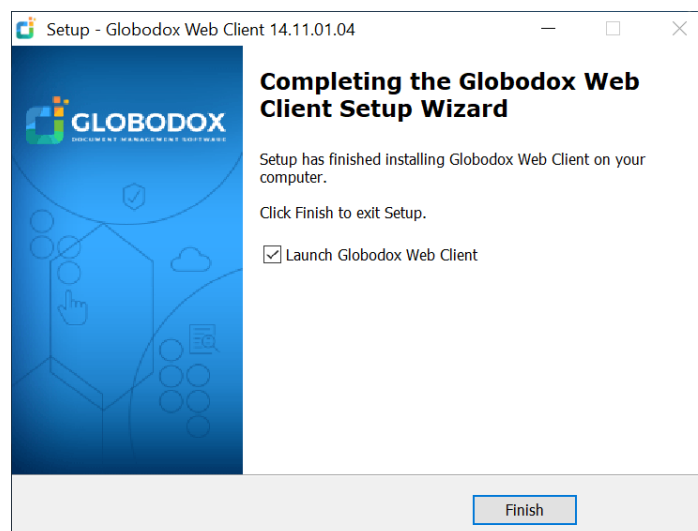 Setup - Globodox Web Client 14.11.01.04
GLOBODOX
DOCUMENT MANAGEMENT SOFTWARE
Completing the Globodox Web
Client Setup Wizard
Setup has finished installing Globodox Web Client on your
computer.
Click Finish to exit Setup.
Launch Globodox Web Client
Finish